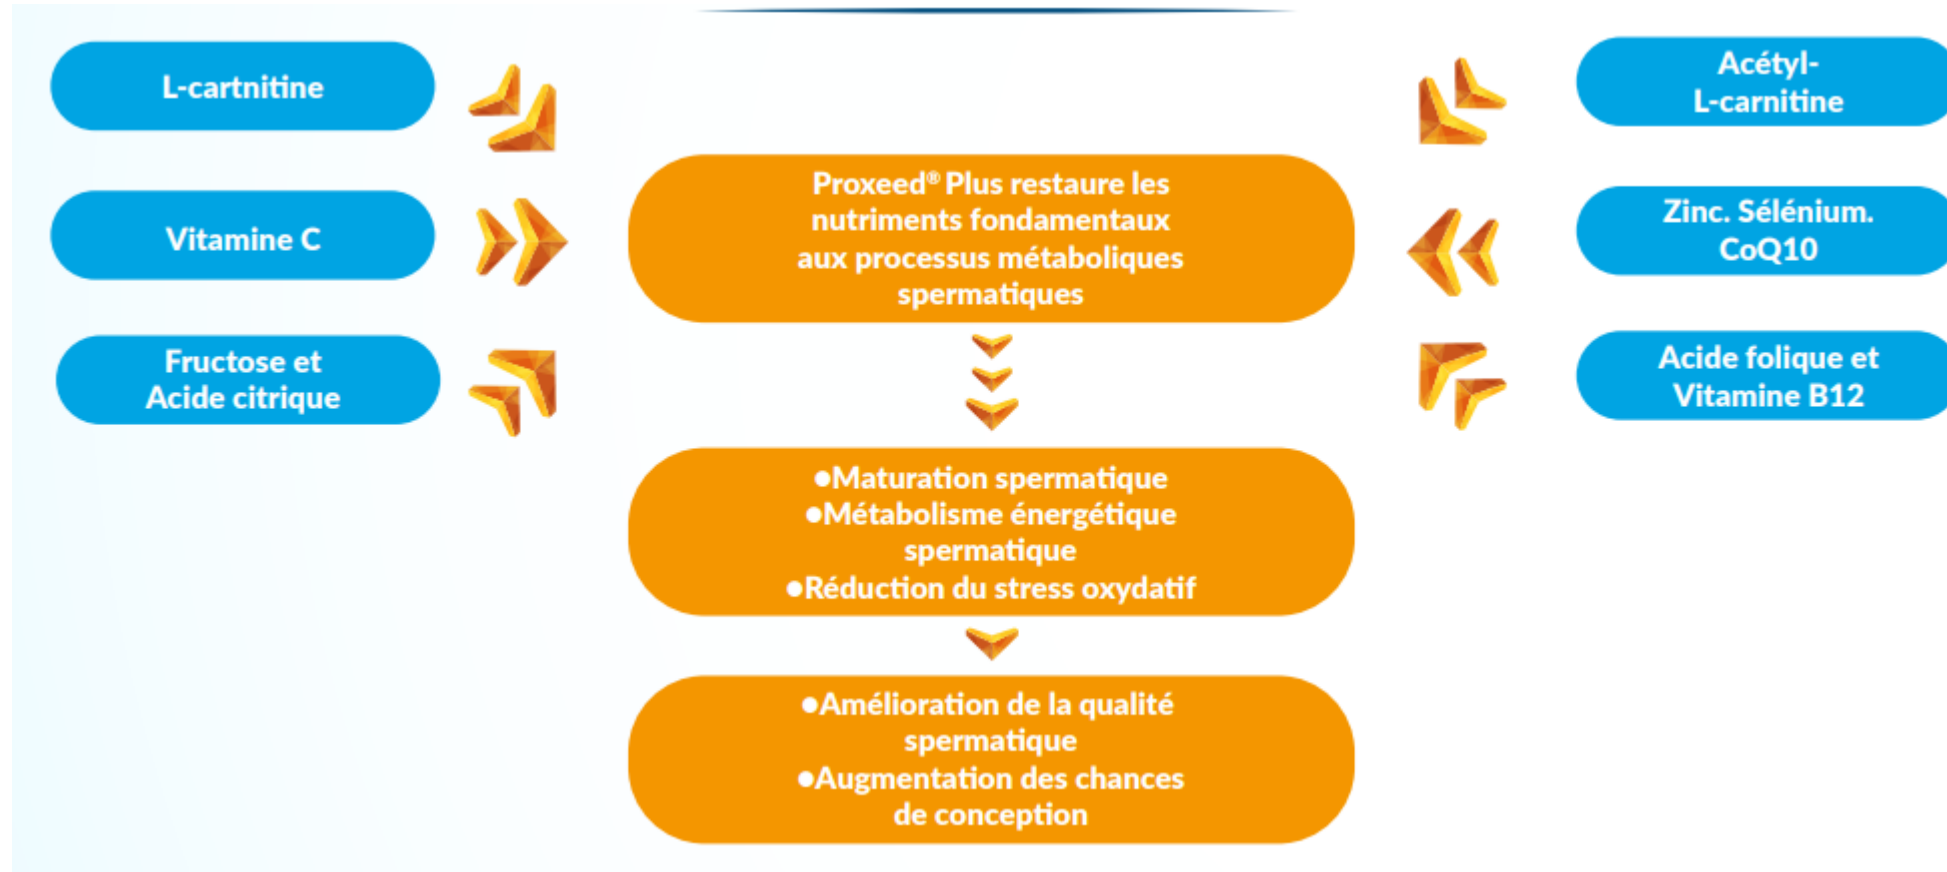 L-cartnitine
Vitamine C
Fructose et
Acide citrique
Acétyl-
L-carnitine
Zinc. Sélénium.
CoQ10
Acide folique et
Vitamine B12
Proxeed® Plus restaure les
nutriments fondamentaux
aux processus métaboliques
spermatiques
●Maturation spermatique
●Métabolisme énergétique
spermatique
●Réduction du stress oxydatif
●Amélioration de la qualité
spermatique
●Augmentation des chances
de conception